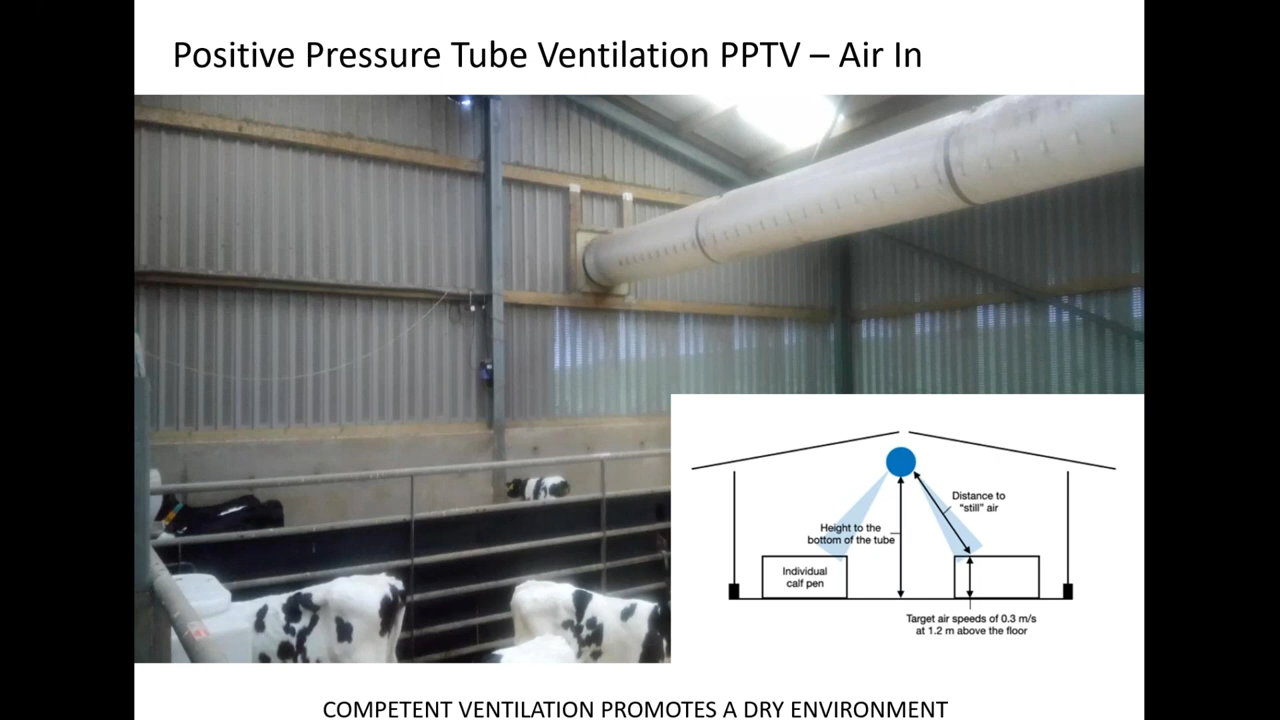 Positive Pressure Tube Ventilation PPTV – Air In
Distance to
"still" air
Height to the
bottom of the tube
Individual
calf pen
Target air speeds of 0.3 m/s
at 1.2 m above the floor
COMPETENT VENTILATION PROMOTES A DRY ENVIRONMENT